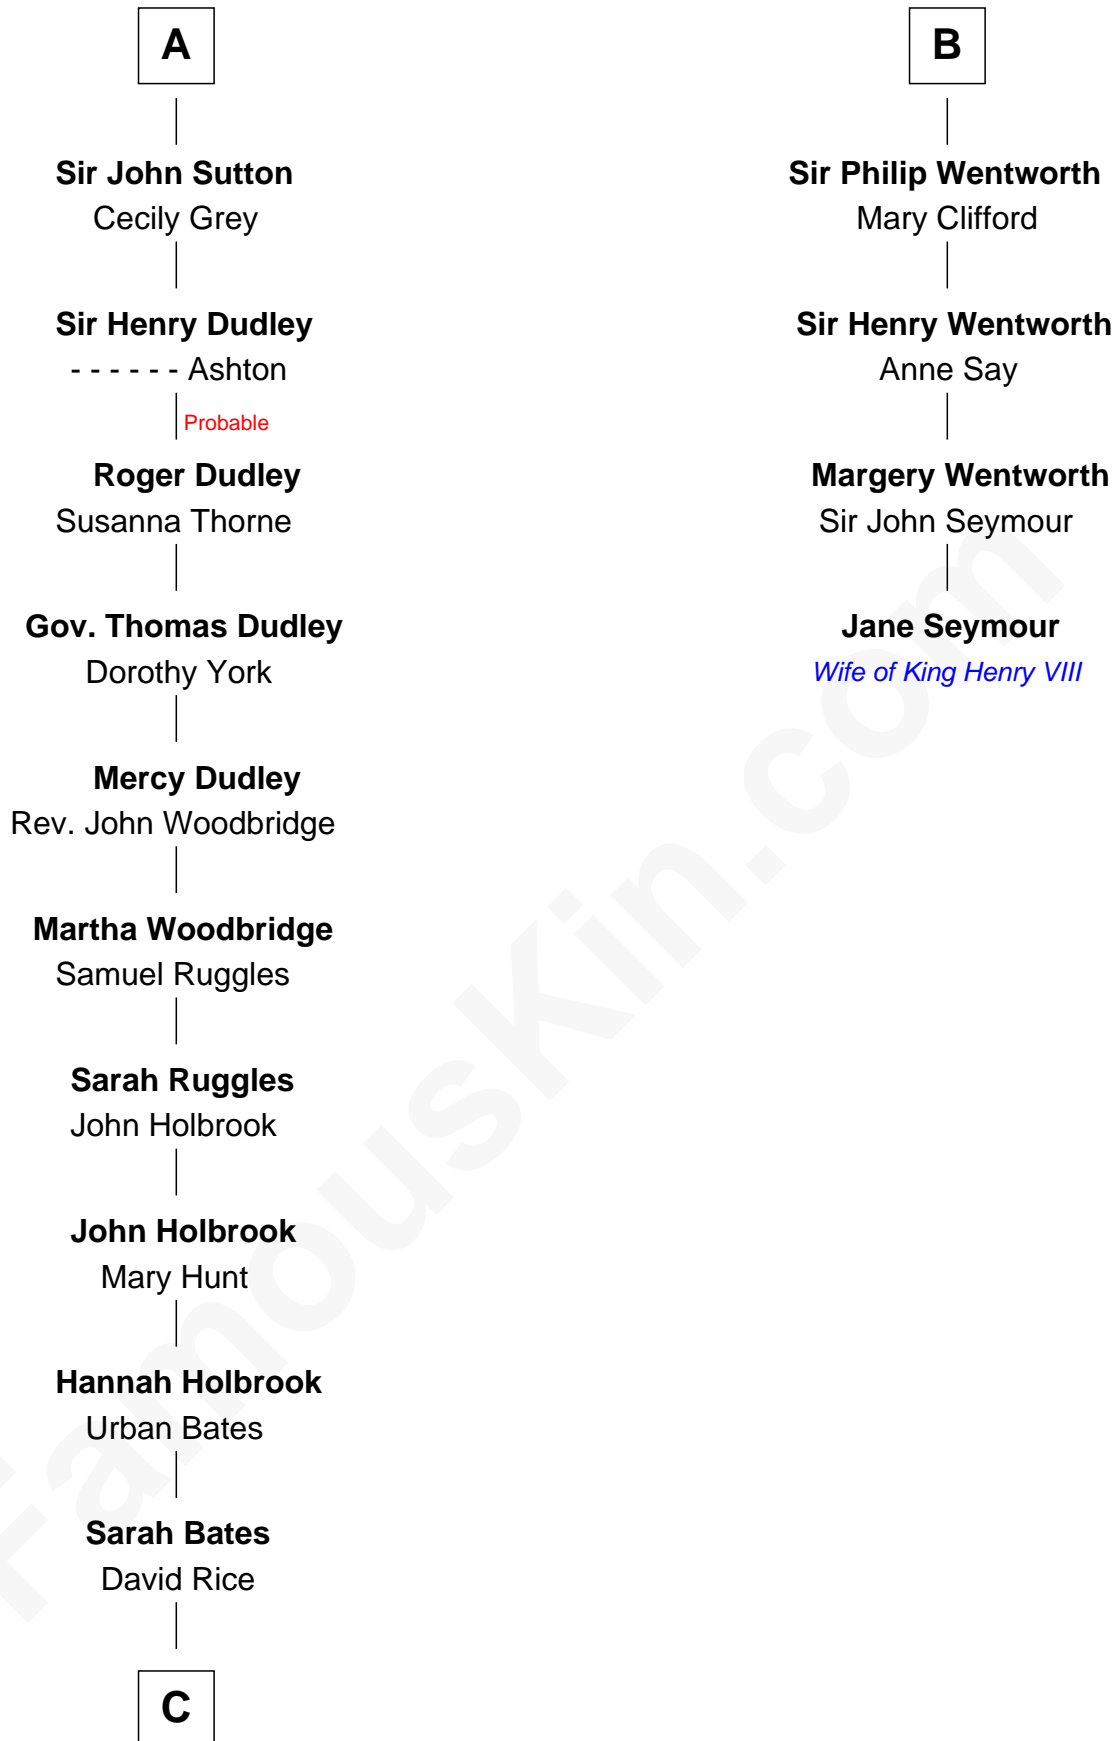 A
Sir John Sutton
Cecily Grey
Sir Henry Dudley
- - - - - - Ashton
Probable
Roger Dudley
Susanna Thorne
Gov. Thomas Dudley
Dorothy York
Mercy Dudley
Rev. John Woodbridge
Martha Woodbridge
Samuel Ruggles
Sarah Ruggles
John Holbrook
John Holbrook
Mary Hunt
Hannah Holbrook
Urban Bates
Sarah Bates
David Rice
C
B
Sir Philip Wentworth
Mary Clifford
Sir Henry Wentworth
Anne Say
Margery Wentworth
Sir John Seymour
Jane Seymour
Wife of King Henry VIII
FamousKin.com